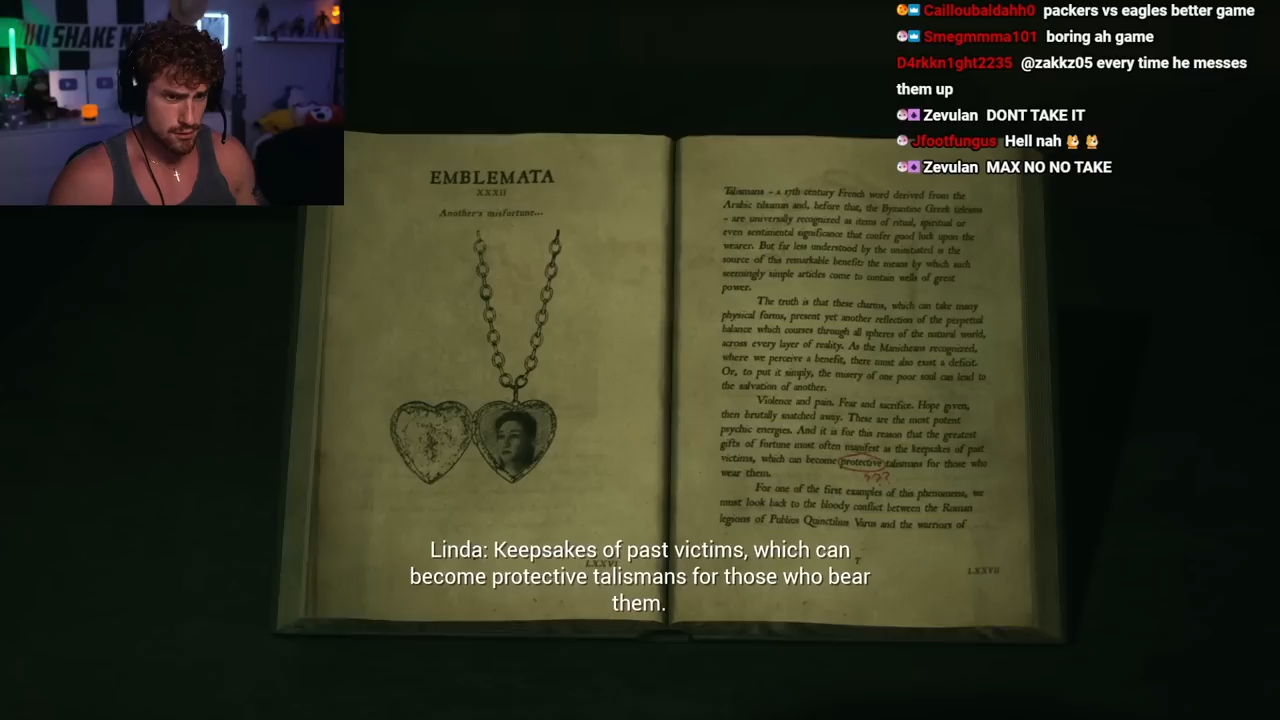 SHAKE
Cailloubaldahh0 packers vs eagles better game
Smegmmma101 boring ah game
D4rkkn1ght2235 @zakkz05 every time he messes
them up
Zevulan DONT TAKE IT
Jfootfungus Hell nah
Zevulan MAX NO NO TAKE
EMBLEMATA
XXXII
Another's misfortune...
Talismans - a 17th century French word derived from the
Arabic tilsaman and, before that, the Byzantine Greek telesmo
- are universally recognized as items of ritual, spiritual or
even sentimental significance that confer good luck upon the
wearer. But far less understood by the uninitiated is the
source of this remarkable benefit: the means by which such
seemingly simple articles come to contain wells of great
power.
The truth is that these charms, which can take many
physical forms, present yet another reflection of the perpetual
balance which courses through all spheres of the natural world,
across every layer of reality. As the Manicheans recognized,
where we perceive a benefit, there must also exist a deficit.
Or, to put it simply, the misery of one poor soul can lead to
the salvation of another.
Violence and pain. Fear and sacrifice. Hope given,
then brutally snatched away. These are the most potent
psychic energies. And it is for this reason that the greatest
gifts of fortune most often manifest as the keepsakes of past
victims, which can become protective talismans for those who
wear them.
???
For one of the first examples of this phenomena, we
must look back to the bloody conflict between the Roman
legions of Publius Quinctilius Varus and the warriors of
T
LXXVI
LXXVII
Linda: Keepsakes of past victims, which can
become protective talismans for those who bear
them.